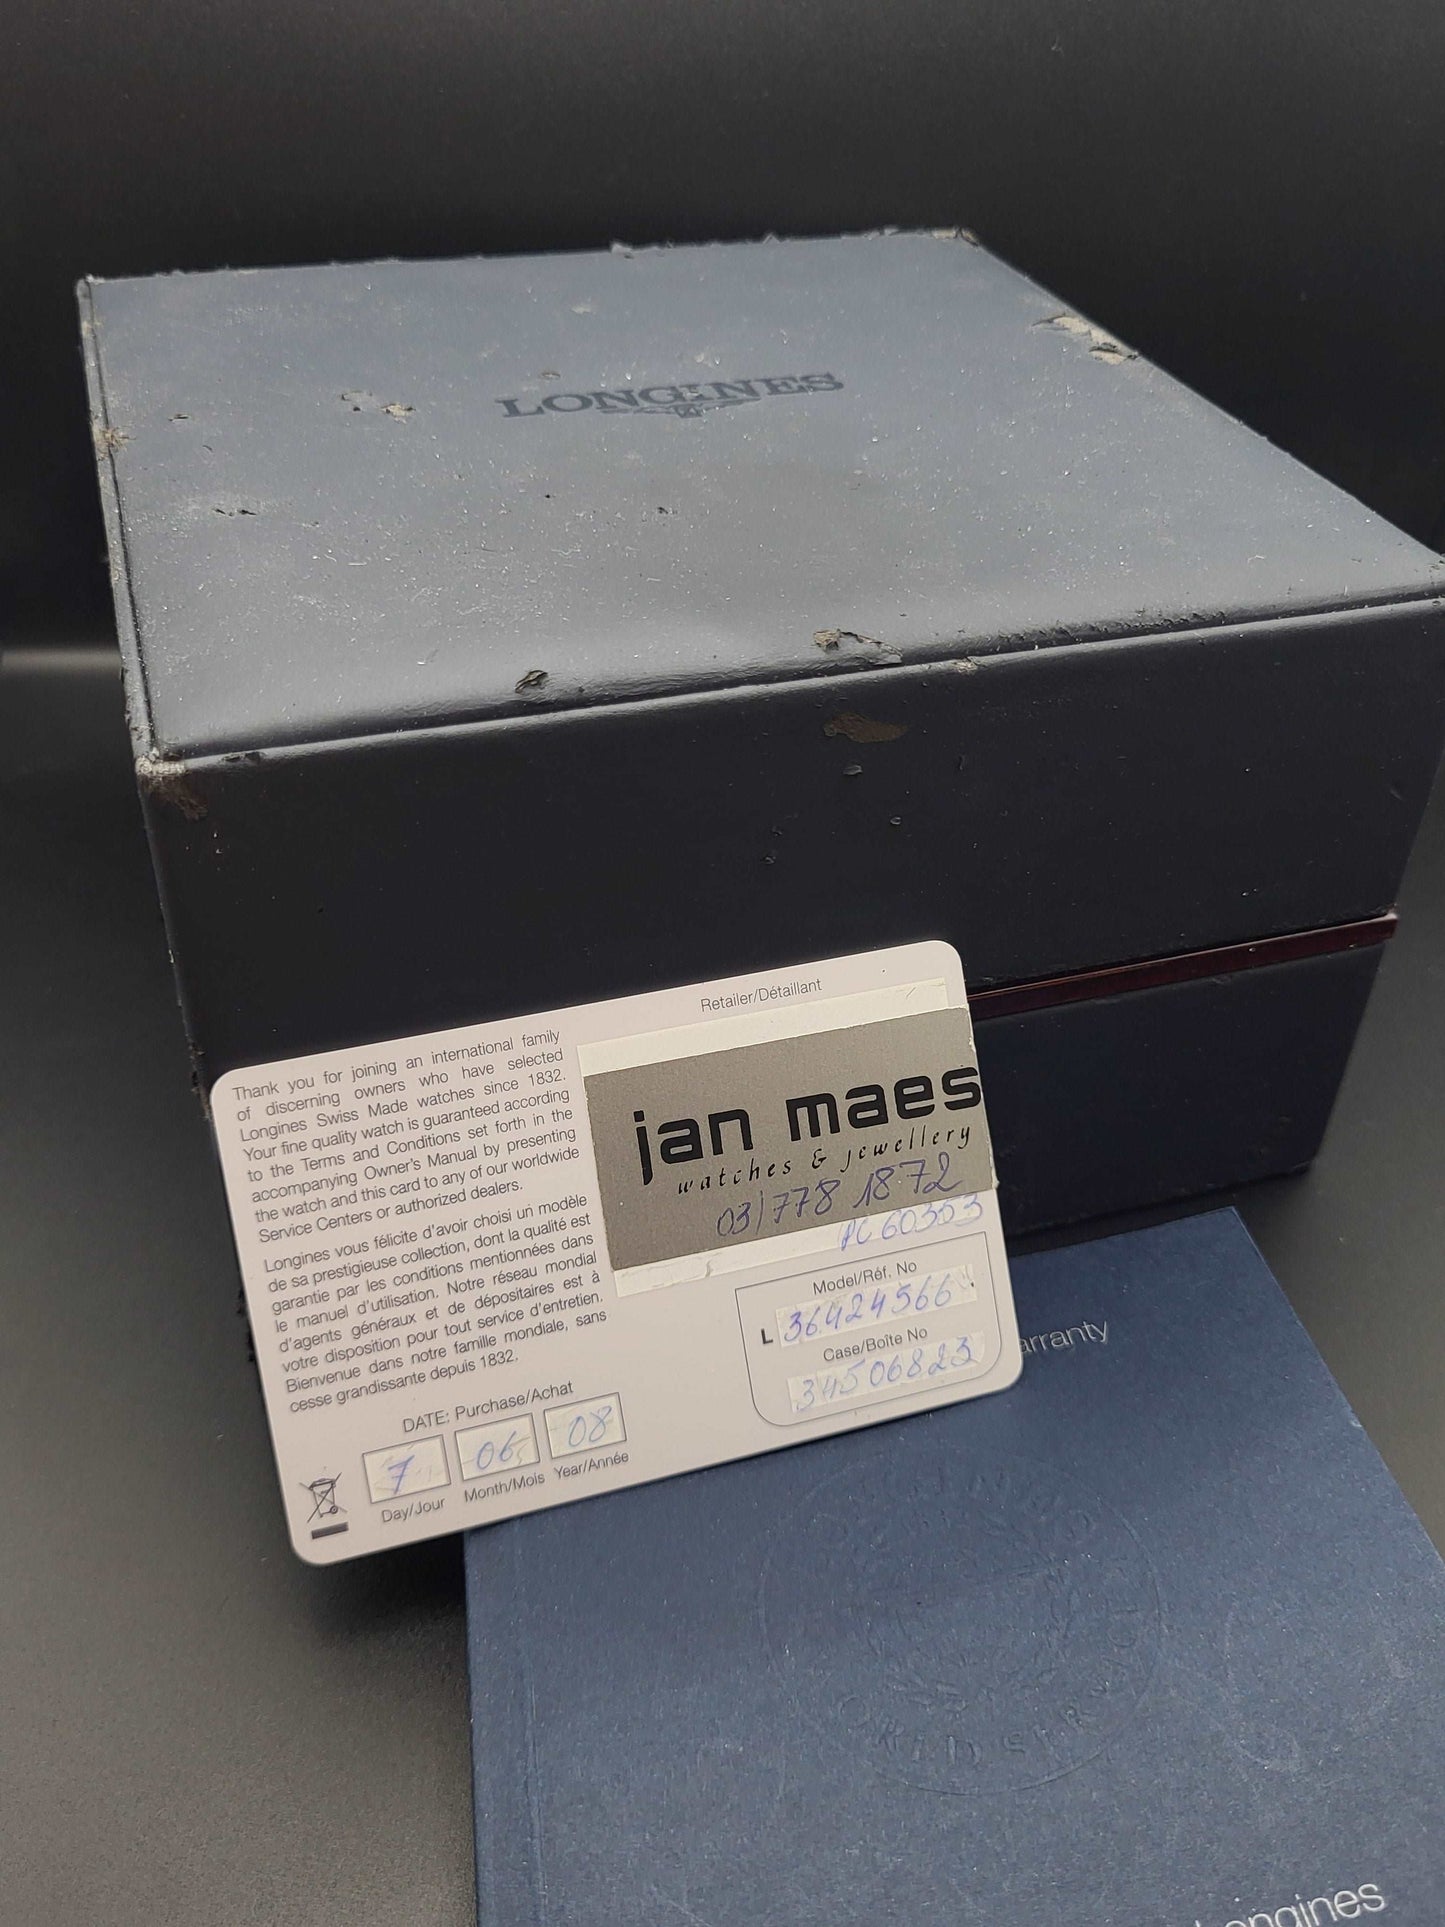 LONGINES
Retailer/Détaillant
Thank you for joining an international family
of discerning owners who have selected
Longines Swiss Made watches since 1832.
Your fine quality watch is guaranteed according
to the Terms and Conditions set forth in the
accompanying Owner's Manual by presenting
the watch and this card to any of our worldwide
Service Centers or authorized dealers.
Longines vous félicite d'avoir choisi un modèle
de sa prestigieuse collection, dont la qualité est
garantie par les conditions mentionnées dans
le manuel d'utilisation. Notre réseau mondial
d'agents généraux et de dépositaires est à
votre disposition pour tout service d'entretien.
Bienvenue dans notre famille mondiale, sans
cesse grandissante depuis 1832.
jan maes
watches & jewellery
03/778 1872
PC 60353
Model/Réf. No
L 36424566
Case/Boîte No
34506823
DATE: Purchase/Achat
7 06 08
Day/Jour Month/Mois Year/Année
arranty
WORLD SERVICE
Longines